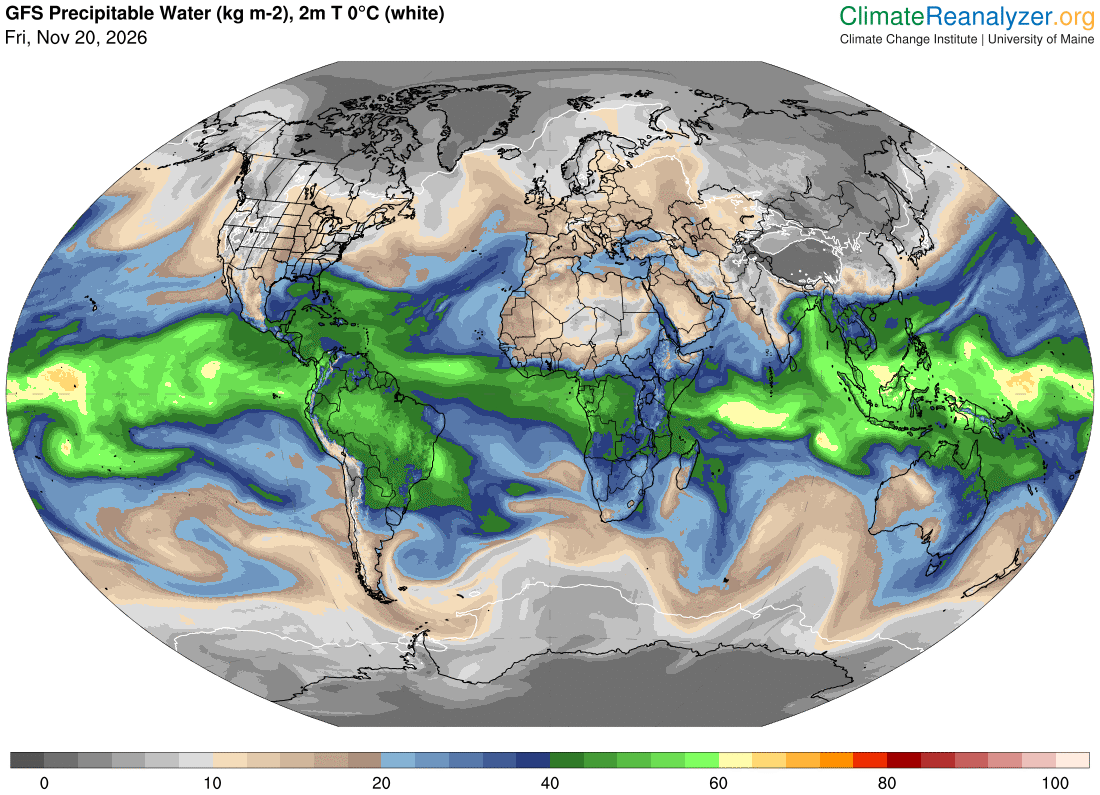 GFS Precipitable Water (kg m-2), 2m T 0°C (white)
Fri, Nov 20, 2026
ClimateReanalyzer.org
Climate Change Institute | University of Maine
0 10 20 40 60 80 100